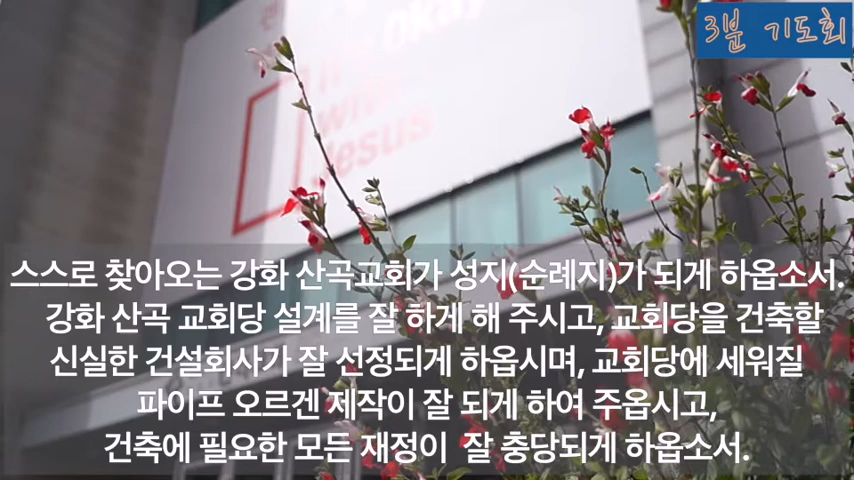 3분 기도회
okay
with
Jesus
스스로 찾아오는 강화 산곡교회가 성지(순례지)가 되게 하옵소서.
강화 산곡 교회당 설계를 잘 하게 해 주시고, 교회당을 건축할
신실한 건설회사가 잘 선정되게 하옵시며, 교회당에 세워질
파이프 오르겐 제작이 잘 되게 하여 주옵시고,
건축에 필요한 모든 재정이 잘 충당되게 하옵소서.